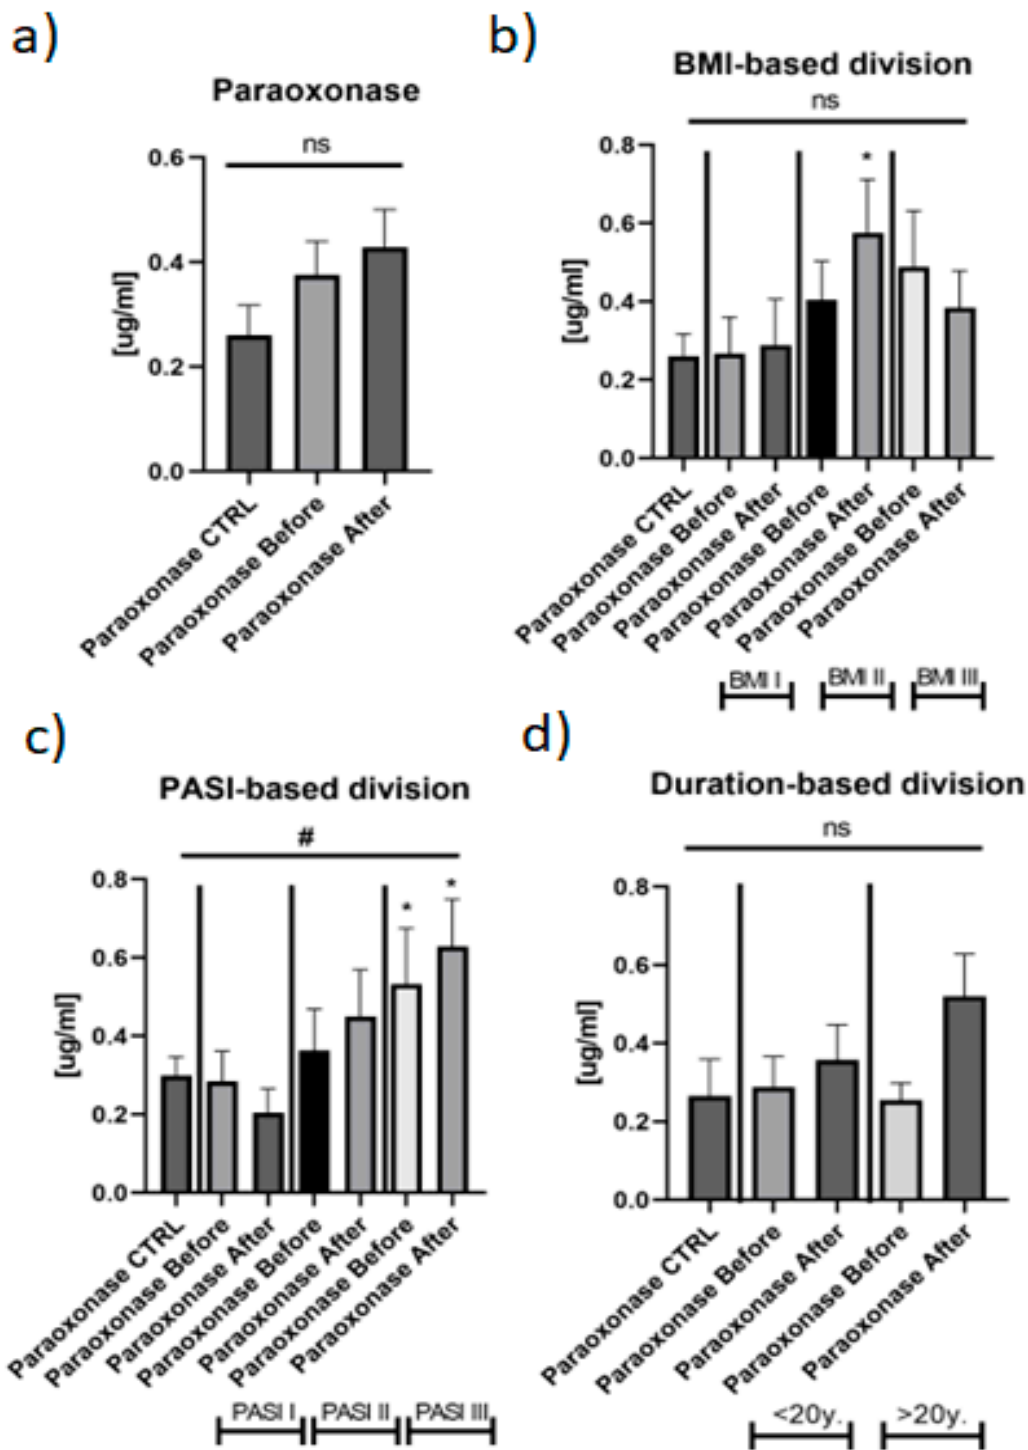 a)
Paraoxonase
ns
[ug/ml]
0.6
0.4
0.2
0.0
Paraoxonase CTRL
Paraoxonase Before
Paraoxonase After
b)
BMI-based division
ns
*
[ug/ml]
0.8
0.6
0.4
0.2
0.0
Paraoxonase CTRL
Paraoxonase Before
Paraoxonase After
Paraoxonase Before
Paraoxonase After
Paraoxonase Before
Paraoxonase After
BMI I
BMI II
BMI III
c)
PASI-based division
#
*
*
[ug/ml]
0.8
0.6
0.4
0.2
0.0
Paraoxonase CTRL
Paraoxonase Before
Paraoxonase After
Paraoxonase Before
Paraoxonase After
Paraoxonase Before
Paraoxonase After
PASI I
PASI II
PASI III
d)
Duration-based division
ns
[ug/ml]
0.8
0.6
0.4
0.2
0.0
Paraoxonase CTRL
Paraoxonase Before
Paraoxonase After
Paraoxonase Before
Paraoxonase After
<20y.
>20y.